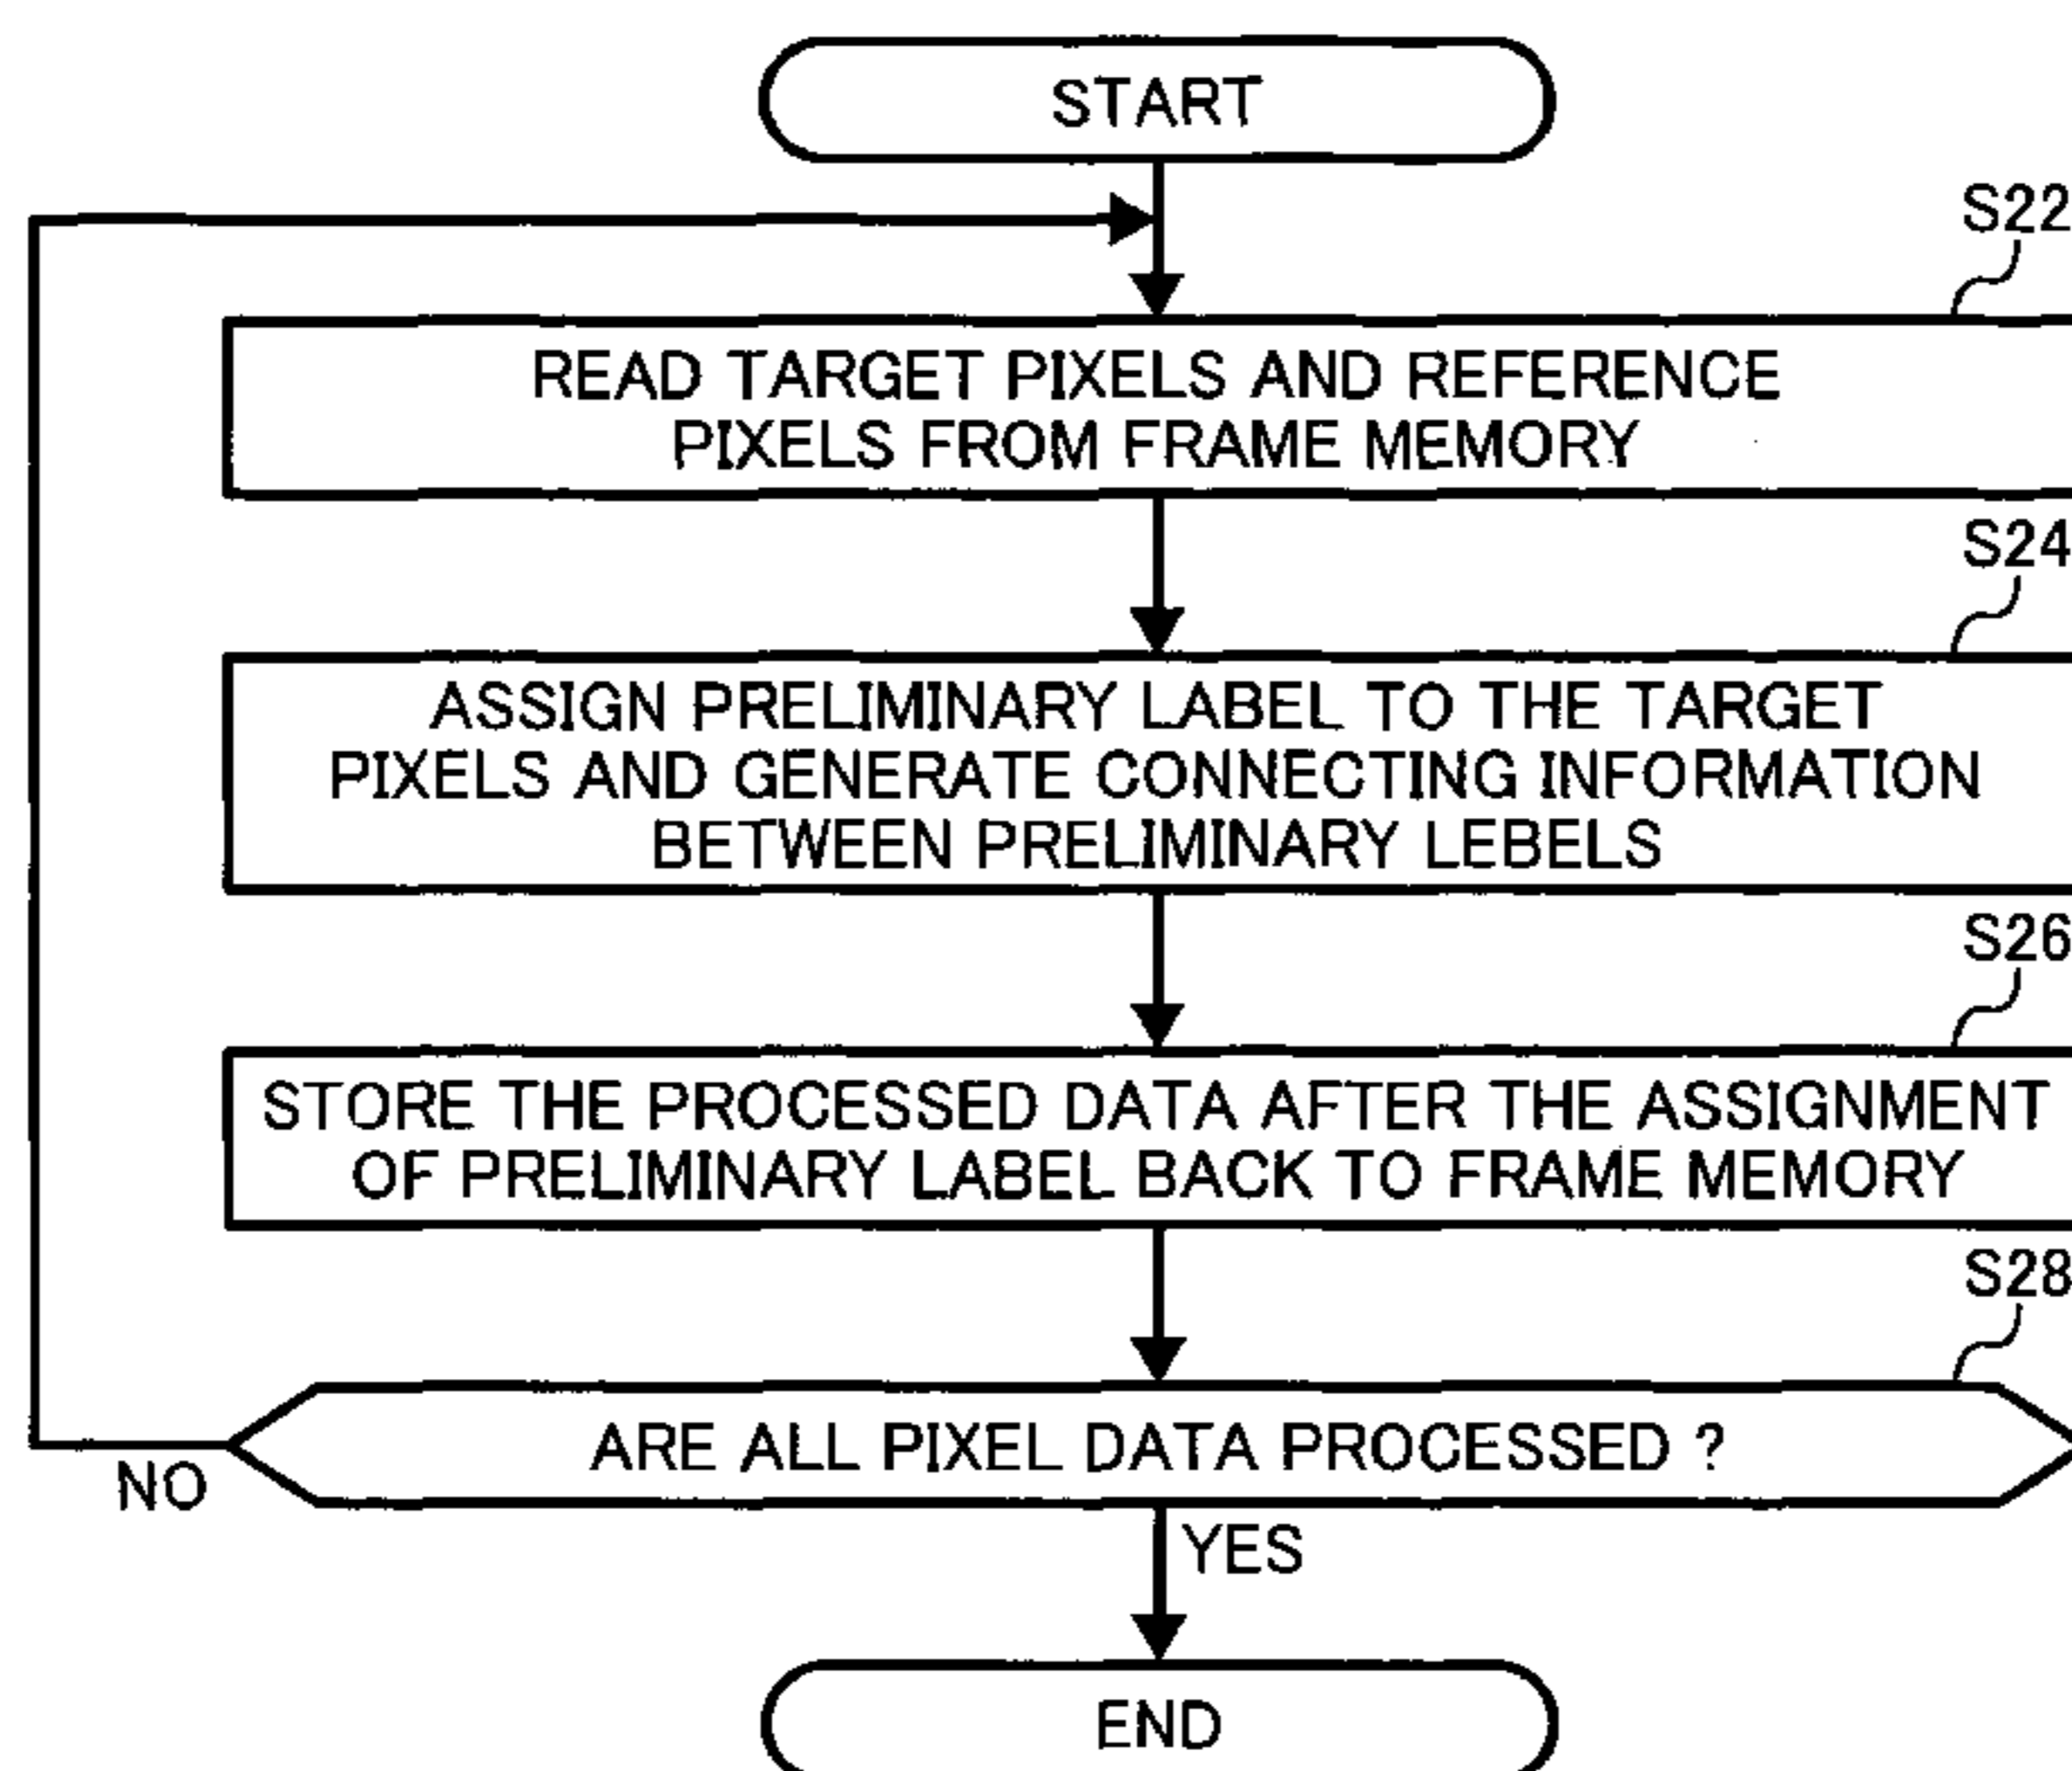 START
S22
READ TARGET PIXELS AND REFERENCE
PIXELS FROM FRAME MEMORY
S24
ASSIGN PRELIMINARY LABEL TO THE TARGET
PIXELS AND GENERATE CONNECTING INFORMATION
BETWEEN PRELIMINARY LEBELS
S26
STORE THE PROCESSED DATA AFTER THE ASSIGNMENT
OF PRELIMINARY LABEL BACK TO FRAME MEMORY
S28
ARE ALL PIXEL DATA PROCESSED ?
NO
YES
END